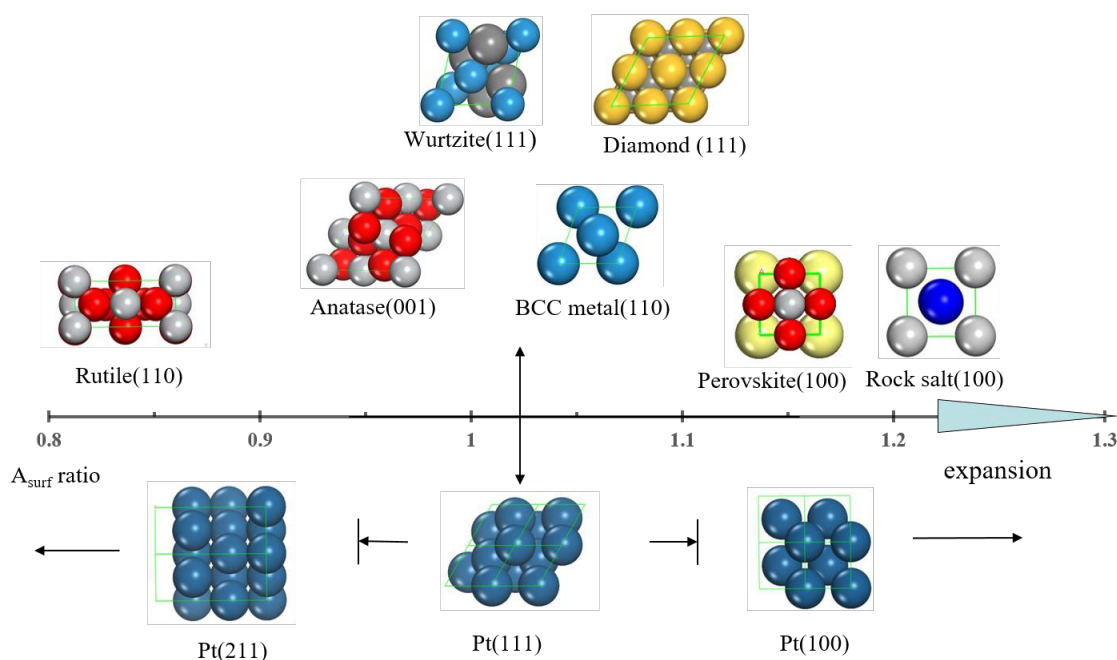 Wurtzite(111)
Diamond (111)
Anatase(001)
BCC metal(110)
Rutile(110)
Perovskite(100)
Rock salt(100)
0.8
0.9
1
1.1
1.2
1.3
Asurf ratio
expansion
Pt(211)
Pt(111)
Pt(100)